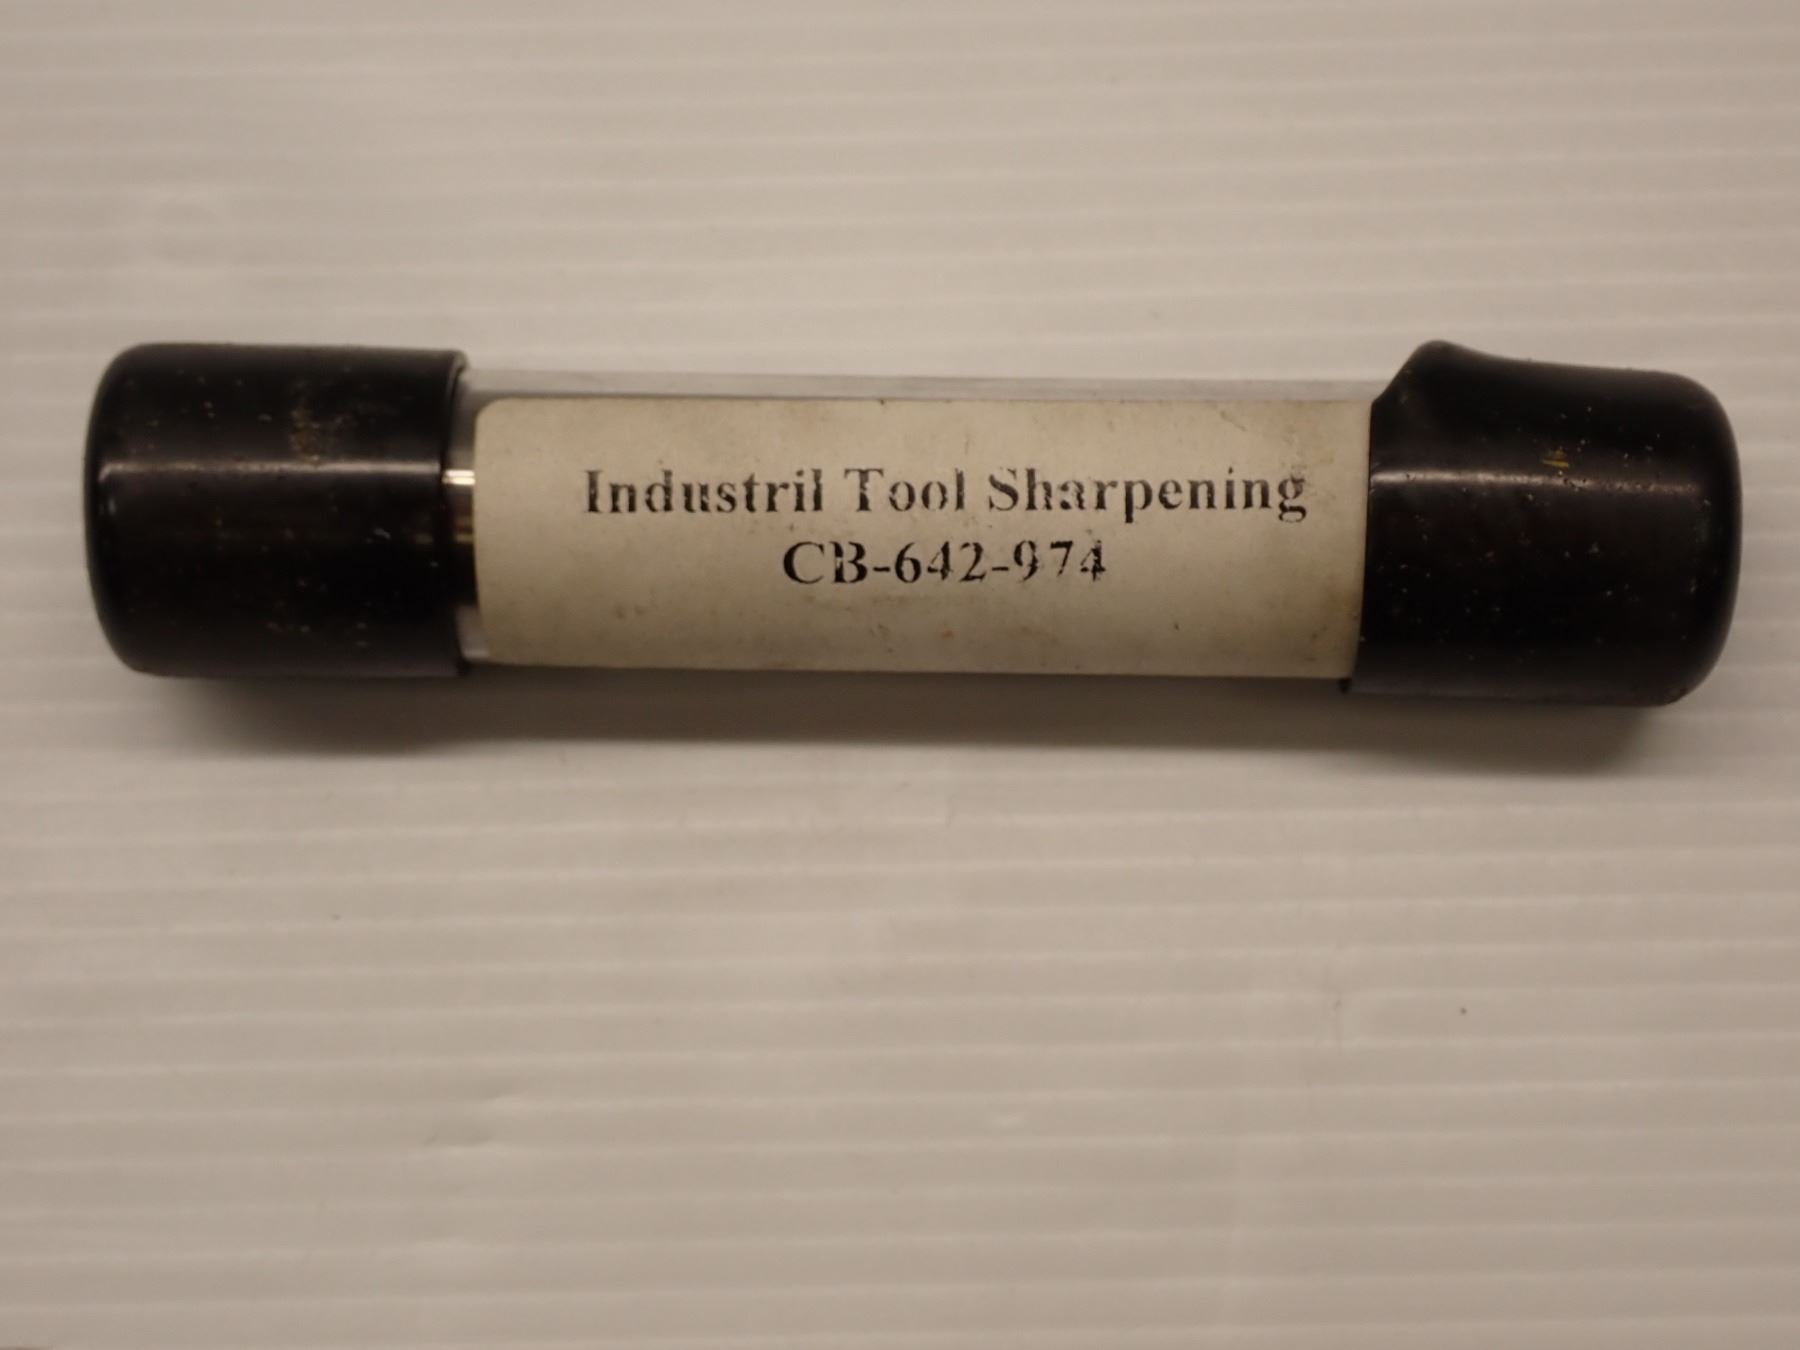 Industril Tool Sharpening
CB-642-974